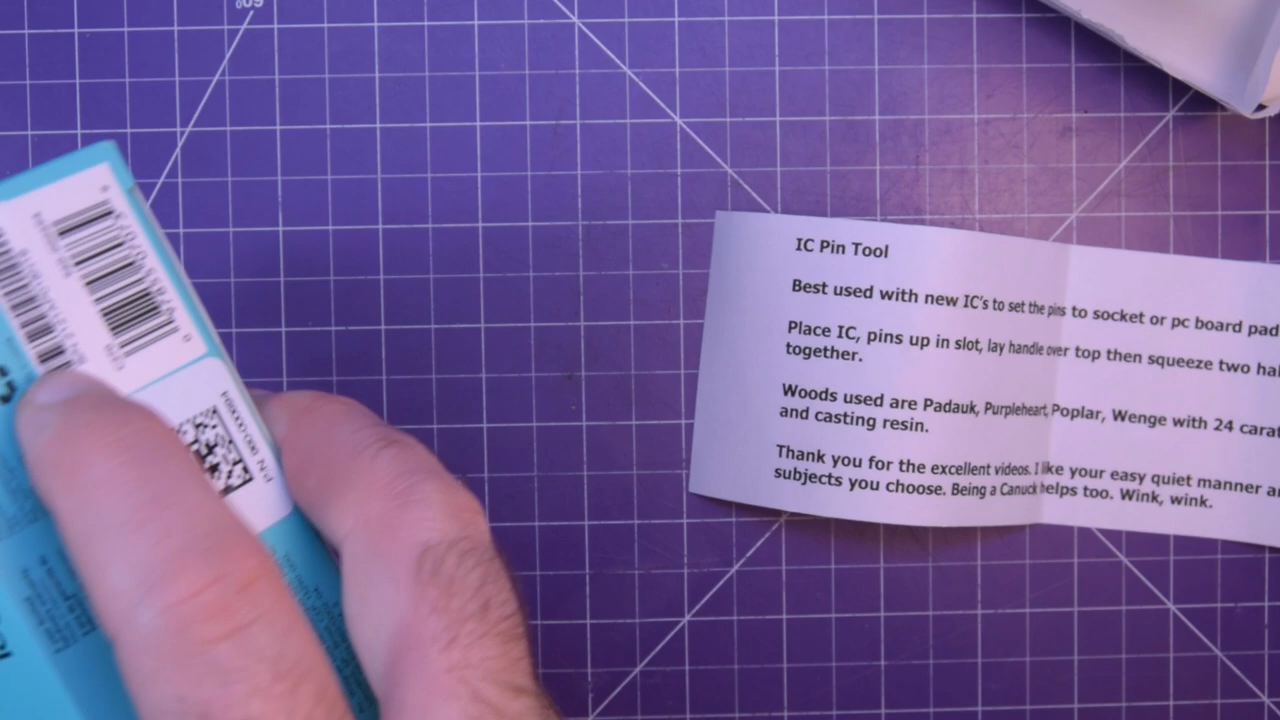 60°
IC Pin Tool
Best used with new IC's to set the pins to socket or pc board pad
Place IC, pins up in slot, lay handle over top then squeeze two hal
together.
Woods used are Padauk, Purpleheart, Poplar, Wenge with 24 carat
and casting resin.
Thank you for the excellent videos. I like your easy quiet manner an
subjects you choose. Being a Canuck helps too. Wink, wink.